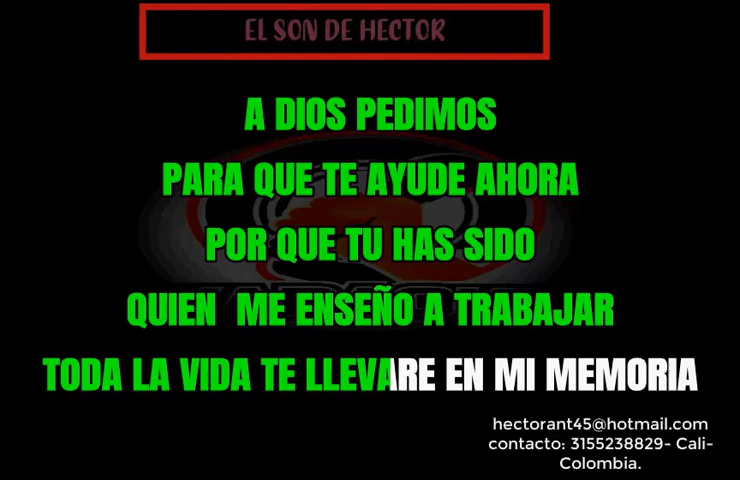 EL SON DE HECTOR
A DIOS PEDIMOS
PARA QUE TE AYUDE AHORA
POR QUE TU HAS SIDO
QUIEN ME ENSEÑO A TRABAJAR
TODA LA VIDA TE LLEVARE EN MI MEMORIA
hectorant45@hotmail.com
contacto: 3155238829- Cali-
Colombia.